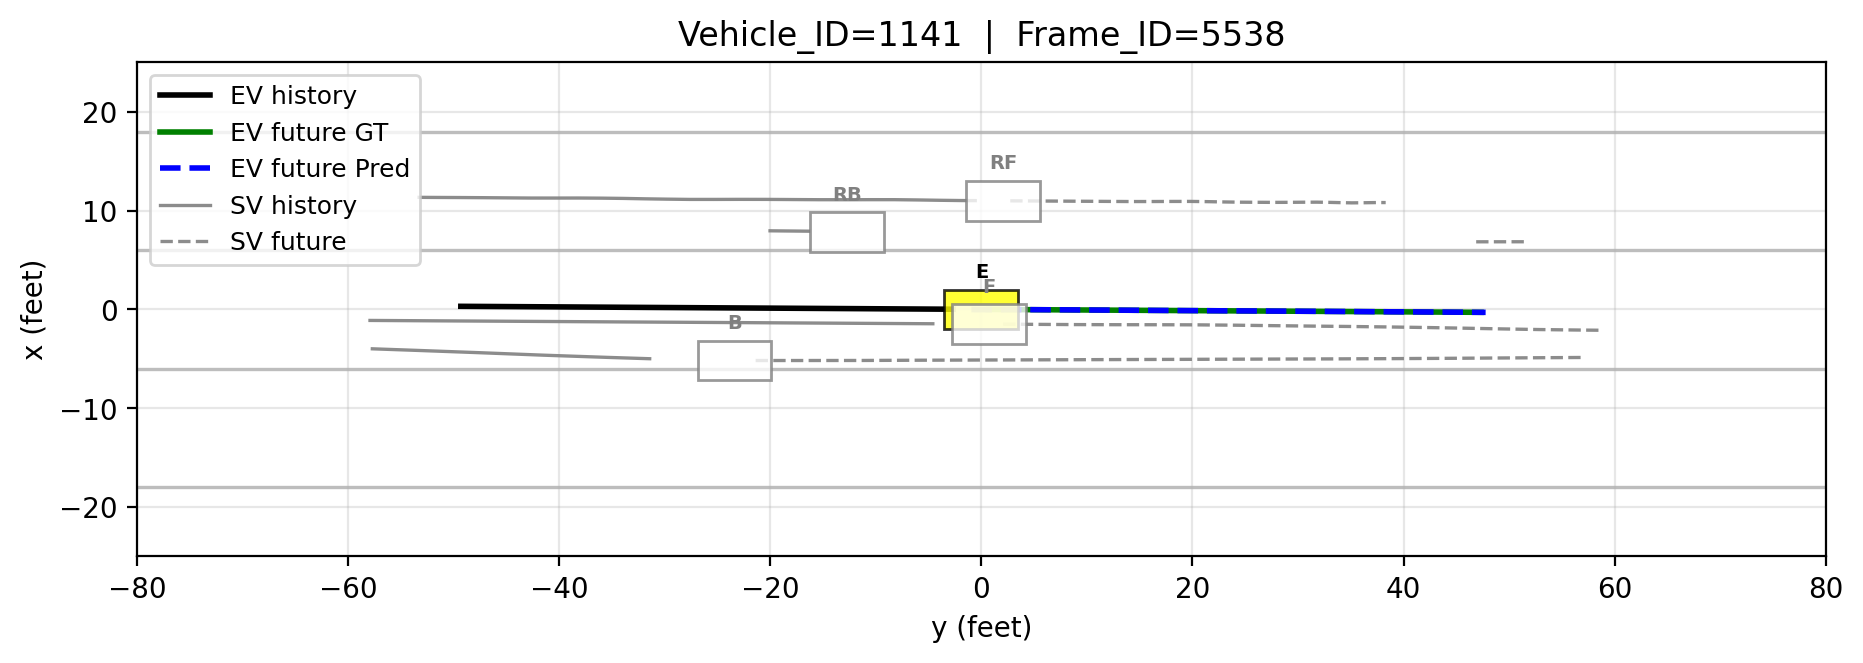 Vehicle_ID=1141 | Frame_ID=5538
EV history
EV future GT
EV future Pred
SV history
SV future
RF
RB
E
F
B
20
10
0
−10
−20
x (feet)
−80
−60
−40
−20
0
20
40
60
80
y (feet)